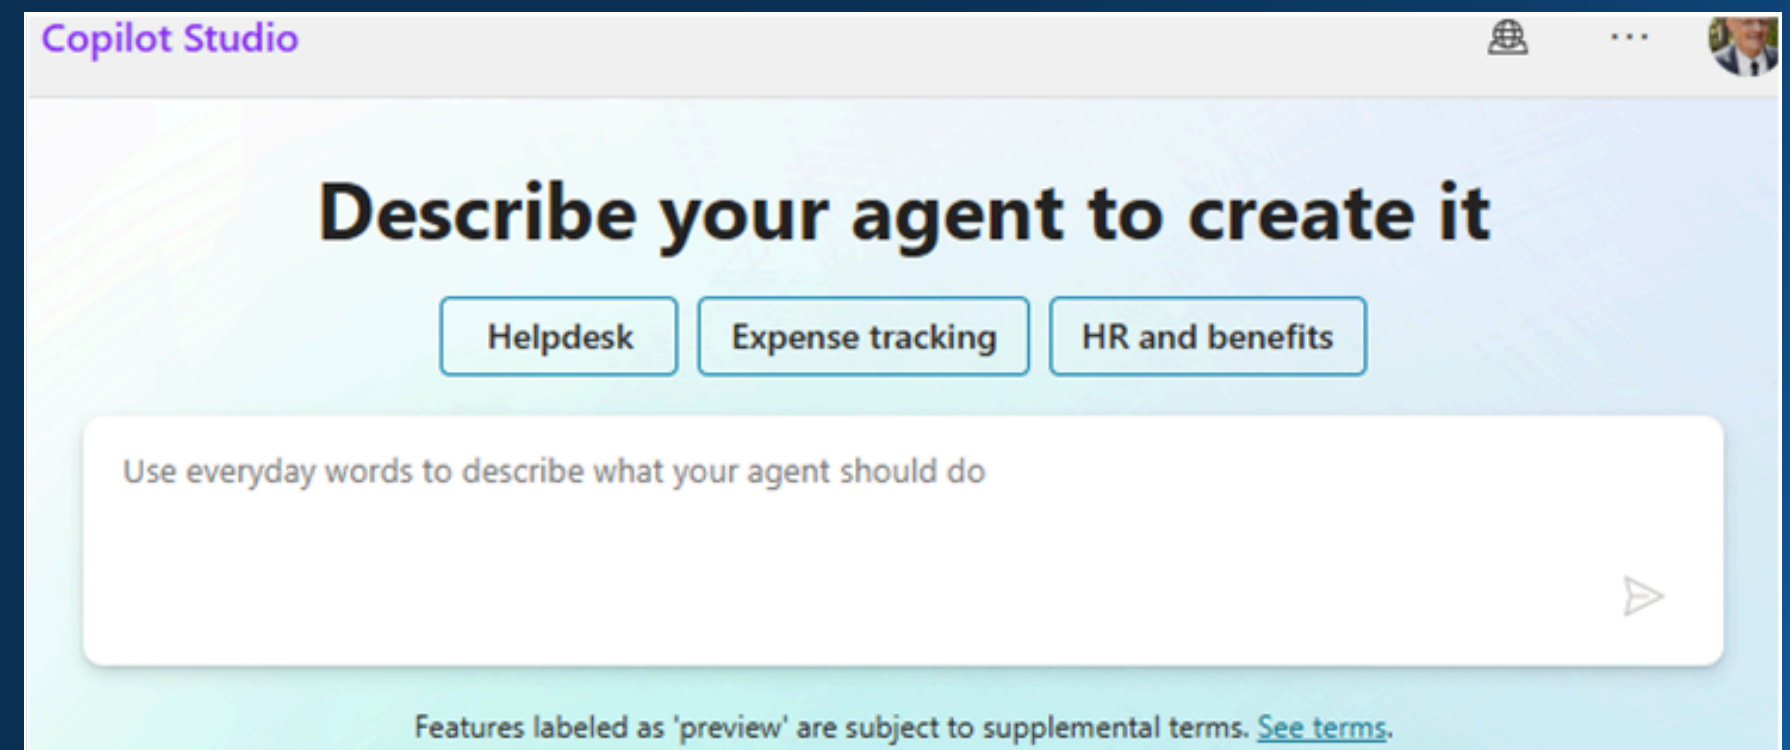 Copilot Studio
...
Describe your agent to create it
Helpdesk
Expense tracking
HR and benefits
Use everyday words to describe what your agent should do
Features labeled as 'preview' are subject to supplemental terms. See terms.